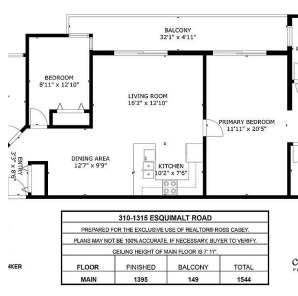 BALCONY
32'1" x 4'11"
BEDROOM
8'11" x 12'10"
LIVING ROOM
16'2" x 12'10"
PRIMARY BEDROOM
11'11" x 20'5"
DINING AREA
12'7" x 9'9"
KITCHEN
10'2" x 7'6"
ENTRY
310-1315 ESQUIMALT ROAD
PREPARED FOR THE EXCLUSIVE USE OF REALTOR® ROSS CASEY.
PLANS MAY NOT BE 100% ACCURATE, IF NECESSARY, BUYER TO VERIFY.
CEILING HEIGHT OF MAIN FLOOR IS 7' 11".
FLOOR FINISHED BALCONY TOTAL
MAIN 1395 149 1544